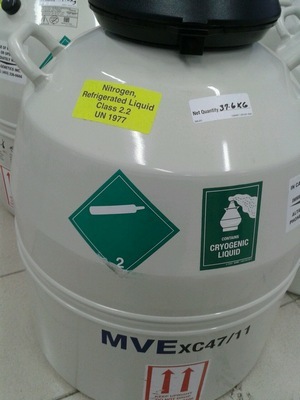 Nitrogen,
Refrigerated Liquid
Class 2.2
UN 1977
Net Quantity 37.6 KG
2
CONTAINS
CRYOGENIC
LIQUID
MVE XC47/11